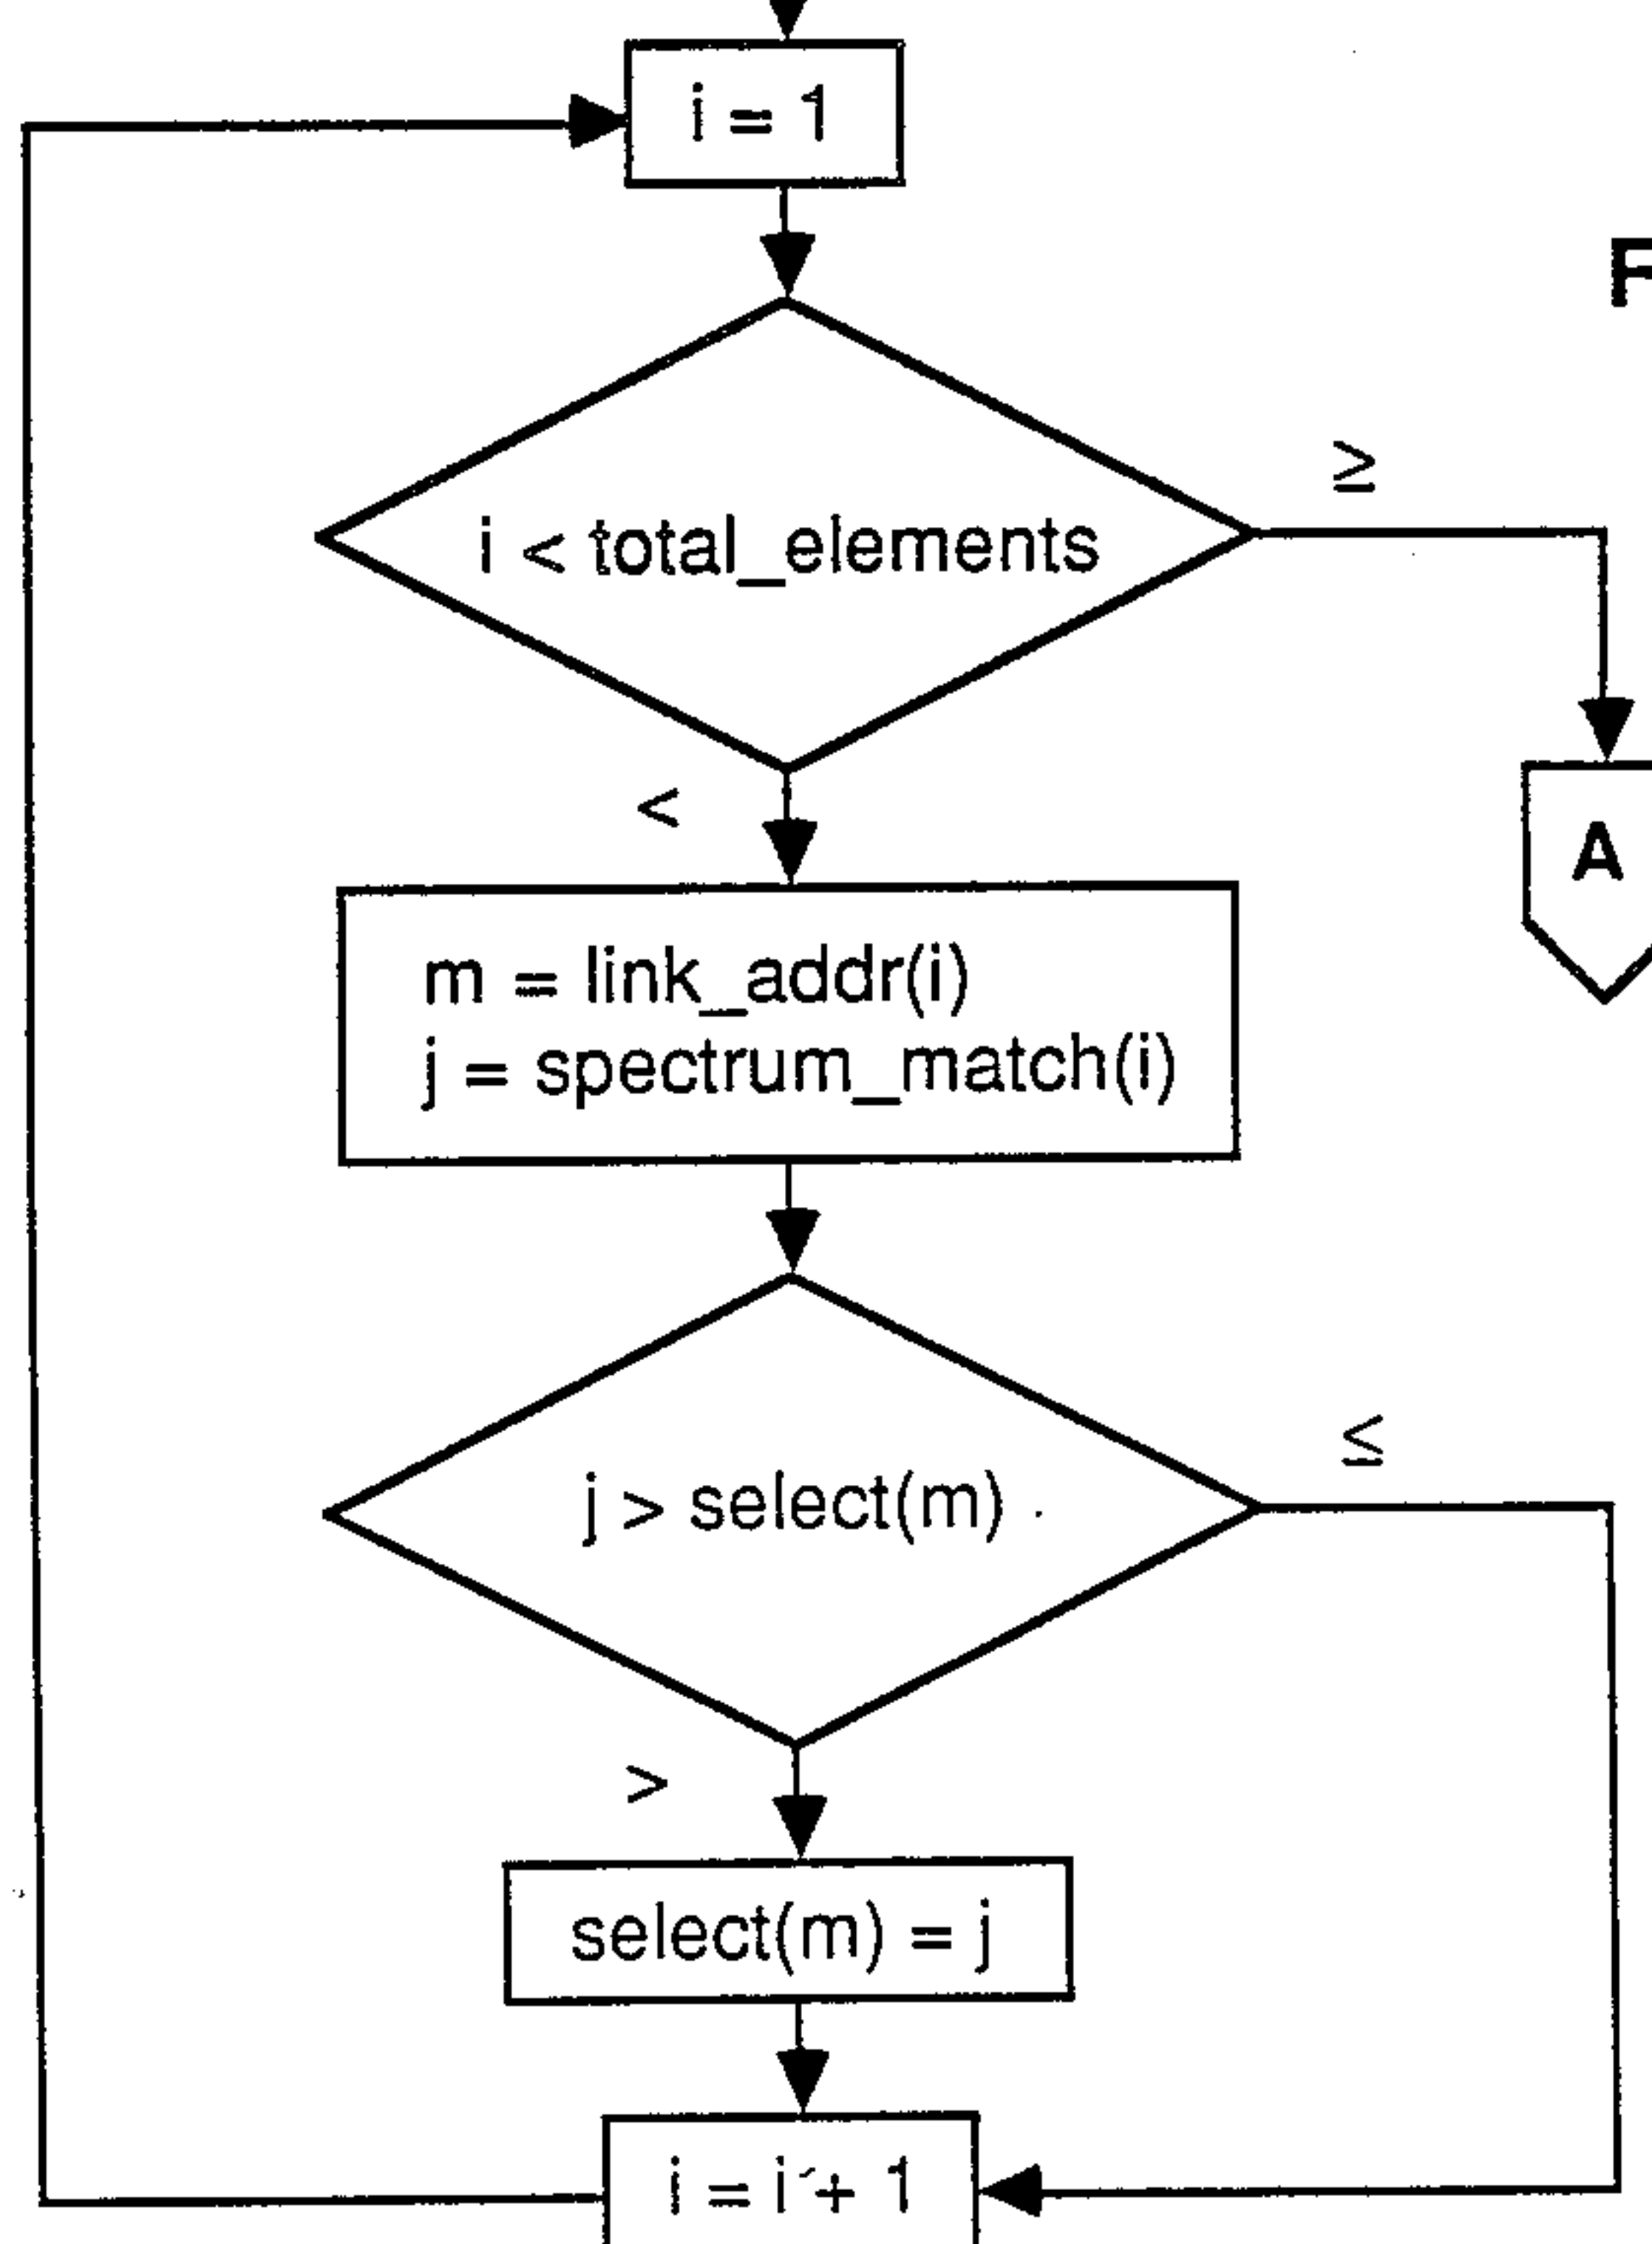 i = 1
F
i < total_elements
≥
<
A
m = link_addr(i)
j = spectrum_match(i)
j > select(m)
≤
>
select(m) = j
i = i + 1